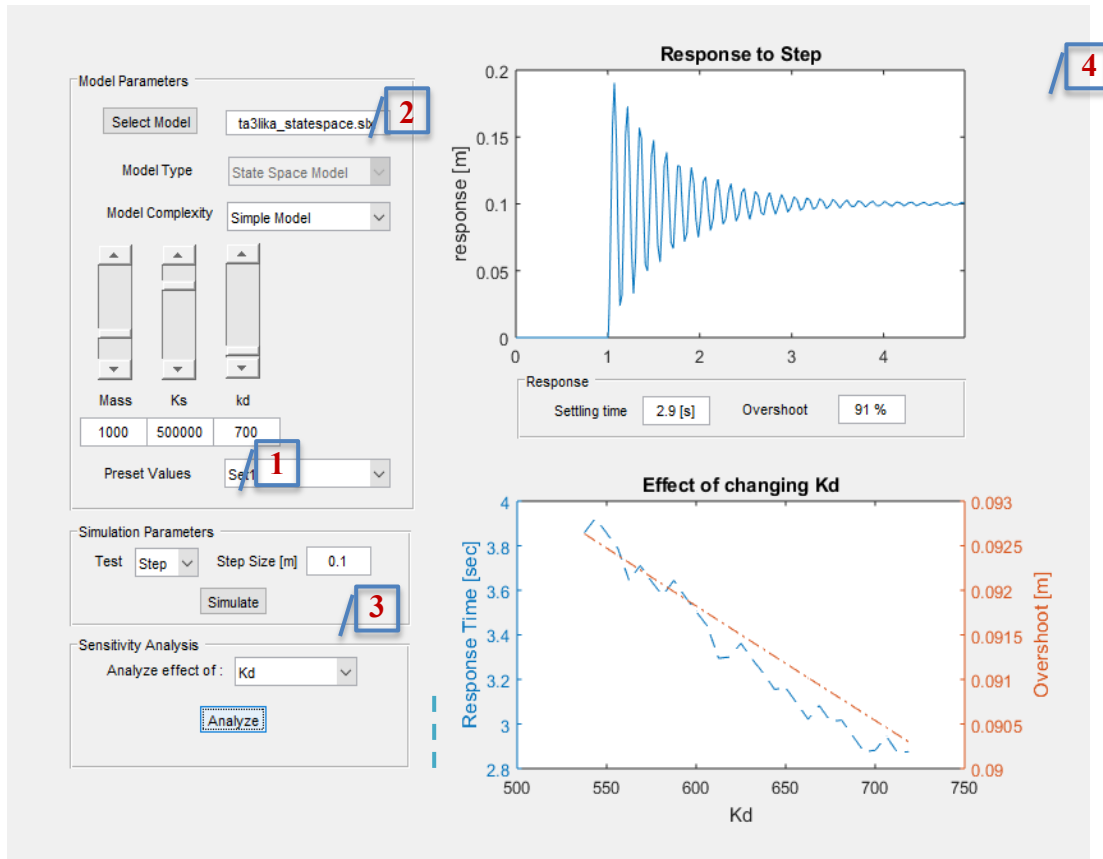 Model Parameters
Select Model
ta3lika_statespace.slx
2
Model Type
State Space Model
Model Complexity
Simple Model
Mass
Ks
kd
1000
500000
700
Preset Values
Set1
1
Simulation Parameters
Test
Step
Step Size [m]
0.1
Simulate
3
Sensitivity Analysis
Analyze effect of :
Kd
Analyze
Response to Step
4
response [m]
0.2
0.15
0.1
0.05
0
0
1
2
3
4
Response
Settling time
2.9 [s]
Overshoot
91 %
Effect of changing Kd
Response Time [sec]
4
3.8
3.6
3.4
3.2
3
2.8
500
550
600
650
700
750
Kd
0.093
0.0925
0.092
0.0915
0.091
0.0905
0.09
Overshoot [m]